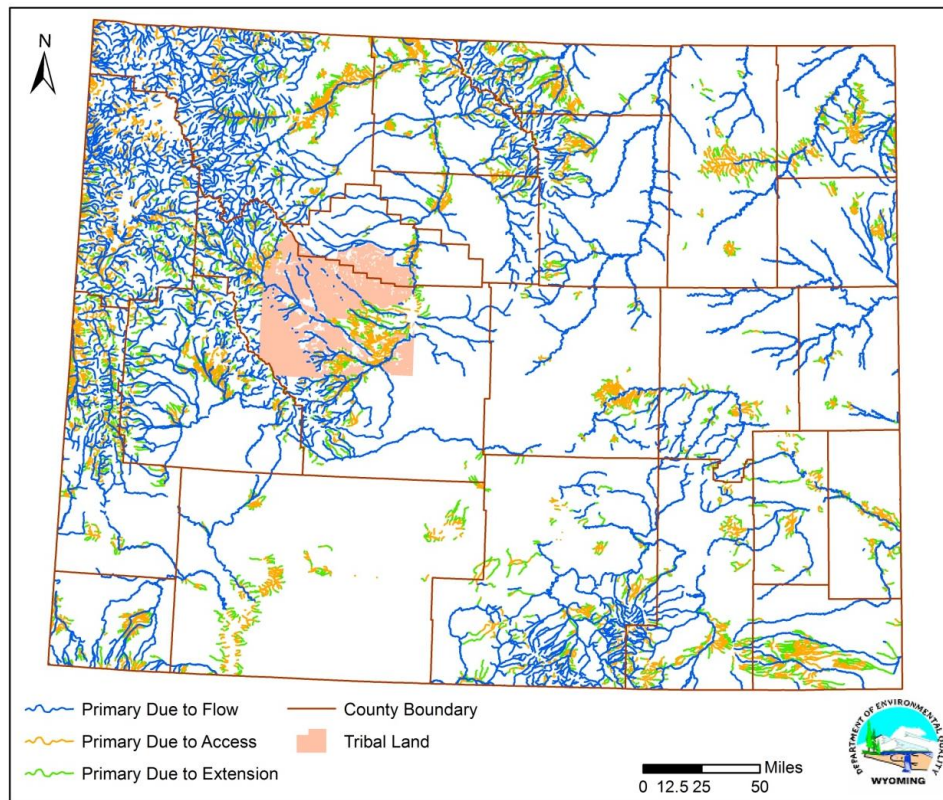 N
Primary Due to Flow
County Boundary
Primary Due to Access
Tribal Land
Primary Due to Extension
Miles
0 12.5 25 50
DEPARTMENT OF ENVIRONMENTAL QUALITY
WYOMING